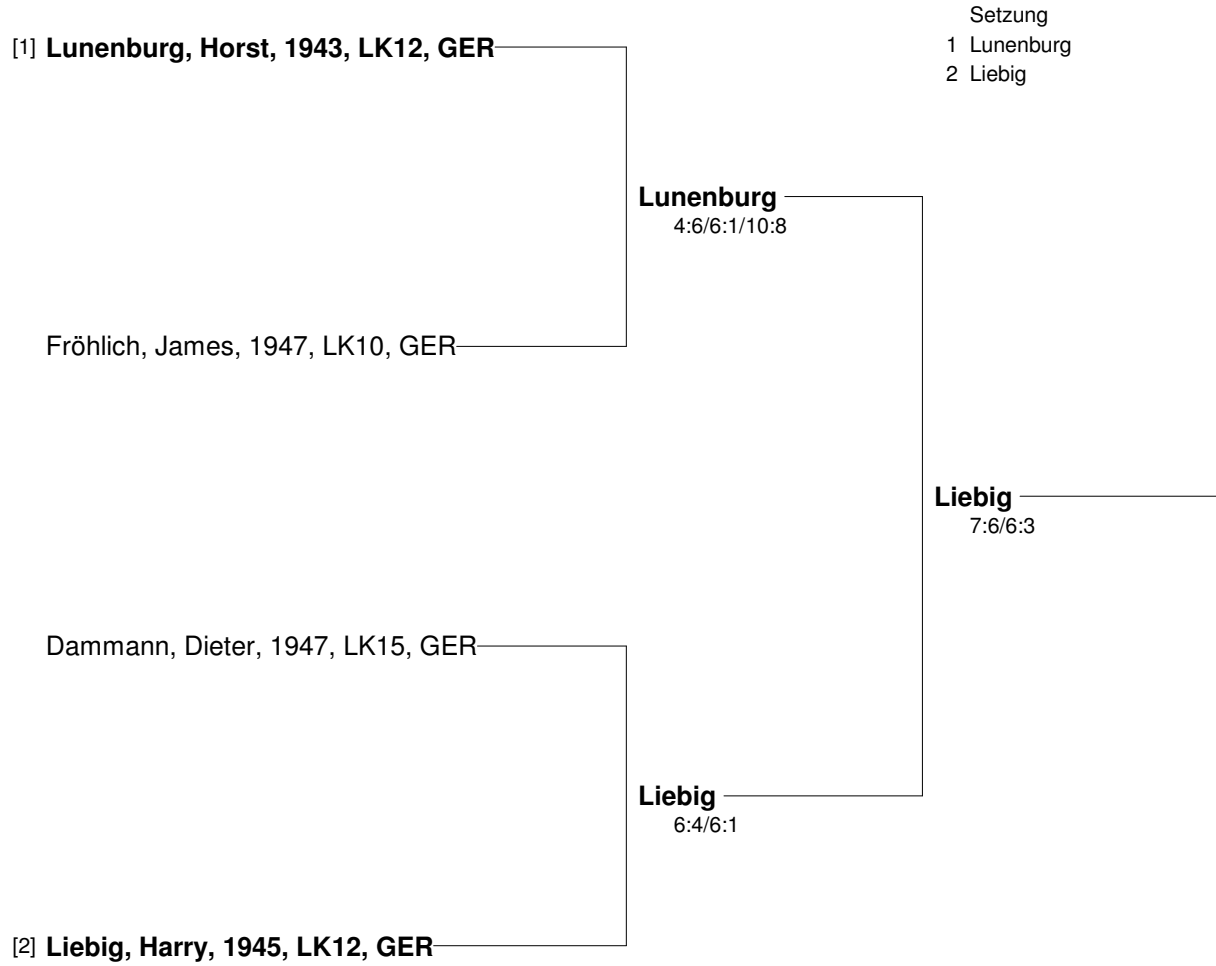 Setzung
1 Lunenburg
2 Liebig
[1] Lunenburg, Horst, 1943, LK12, GER
Lunenburg
4:6/6:1/10:8
Fröhlich, James, 1947, LK10, GER
Liebig
7:6/6:3
Dammann, Dieter, 1947, LK15, GER
Liebig
6:4/6:1
[2] Liebig, Harry, 1945, LK12, GER